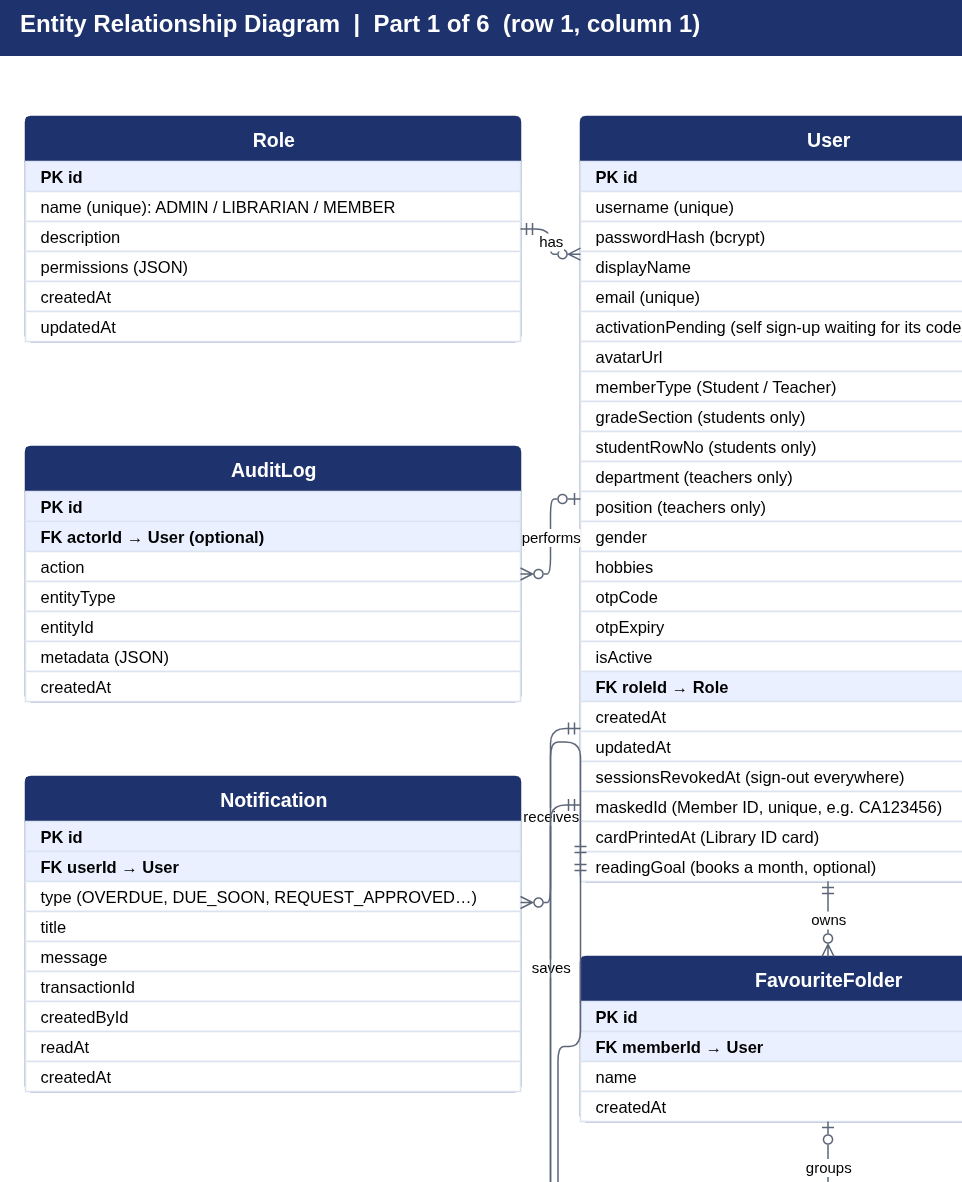 Entity Relationship Diagram | Part 1 of 6 (row 1, column 1)
Role
PK id
name (unique): ADMIN / LIBRARIAN / MEMBER
description
permissions (JSON)
createdAt
updatedAt
has
User
PK id
username (unique)
passwordHash (bcrypt)
displayName
email (unique)
activationPending (self sign-up waiting for its code
avatarUrl
memberType (Student / Teacher)
gradeSection (students only)
studentRowNo (students only)
department (teachers only)
position (teachers only)
gender
hobbies
otpCode
otpExpiry
isActive
FK roleId → Role
createdAt
updatedAt
sessionsRevokedAt (sign-out everywhere)
maskedId (Member ID, unique, e.g. CA123456)
cardPrintedAt (Library ID card)
readingGoal (books a month, optional)
AuditLog
PK id
FK actorId → User (optional)
action
entityType
entityId
metadata (JSON)
createdAt
performs
Notification
PK id
FK userId → User
type (OVERDUE, DUE_SOON, REQUEST_APPROVED…)
title
message
transactionId
createdById
readAt
createdAt
receives
saves
owns
FavouriteFolder
PK id
FK memberId → User
name
createdAt
groups